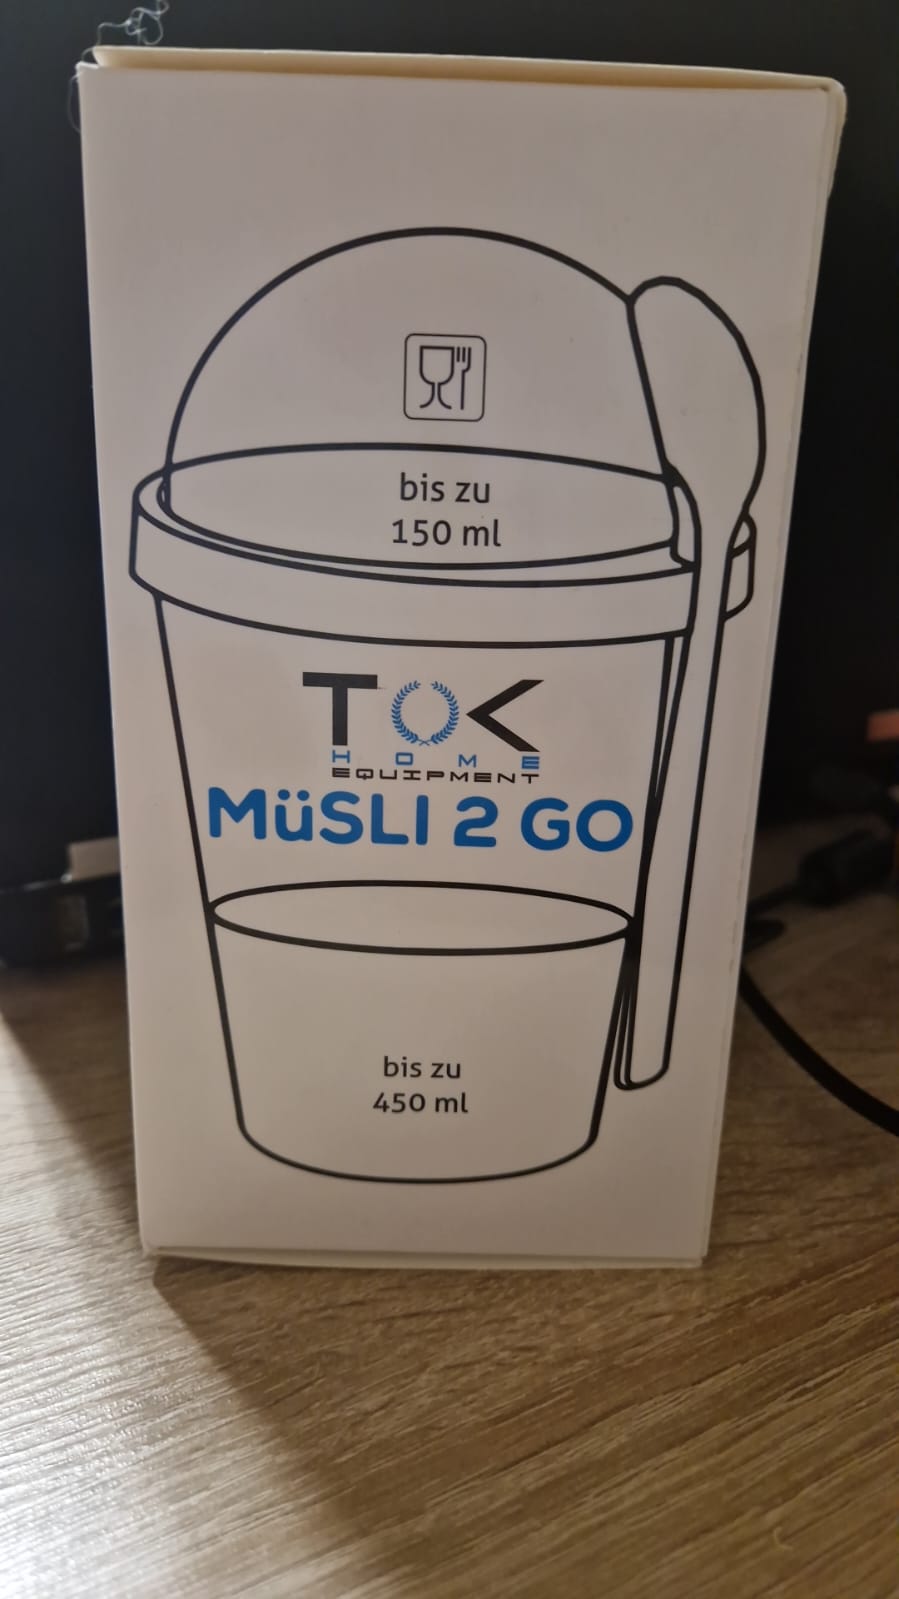 bis zu
150 ml
TOK
HOME
EQUIPMENT
MüSLI 2 GO
bis zu
450 ml